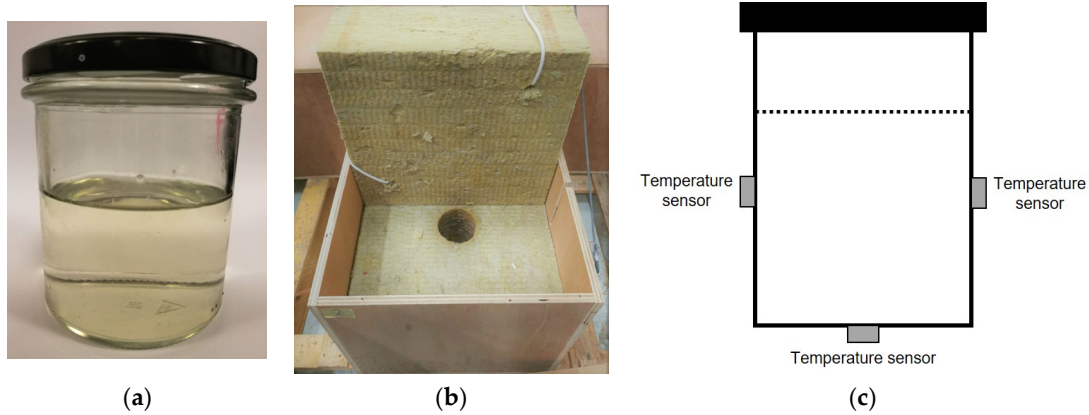 Temperature
sensor
Temperature
sensor
Temperature sensor
(a)
(b)
(c)